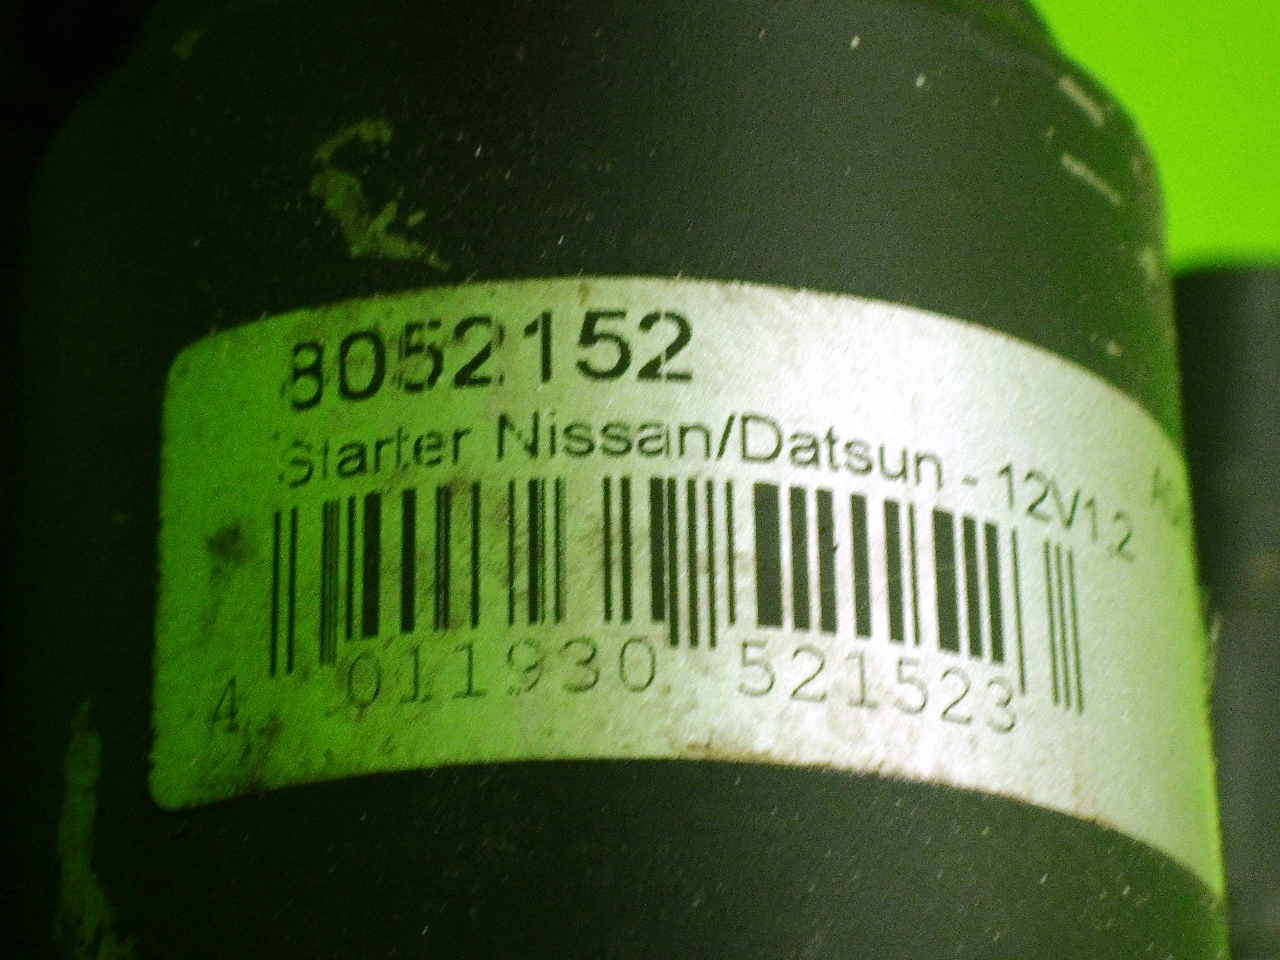 8052152
Starter Nissan/Datsun - 12V1.2
4 011930 521523